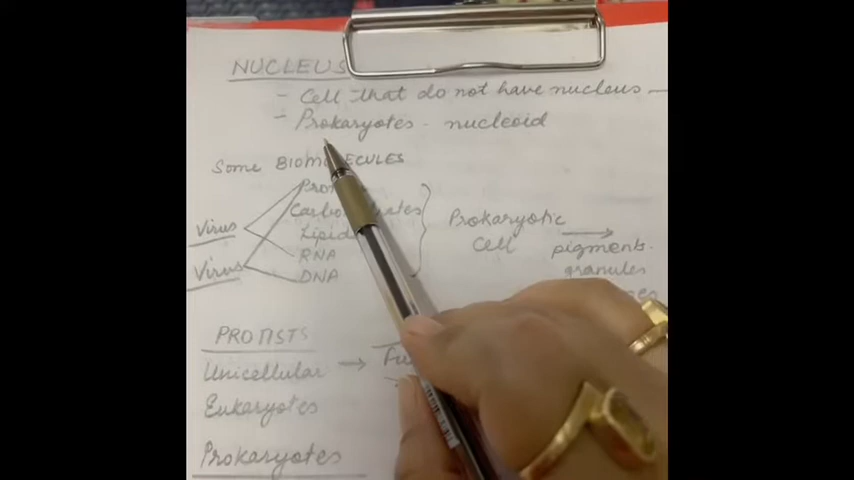 NUCLEUS
- Cell that do not have nucleus -
- Prokaryotes - nucleoid
Some
Virus
Lipid
RNA
Virus
DNA
Prokaryotic
Cell
→ pigments.
granules
PROTISTS
Unicellular →
Eukaryotes
Prokaryotes